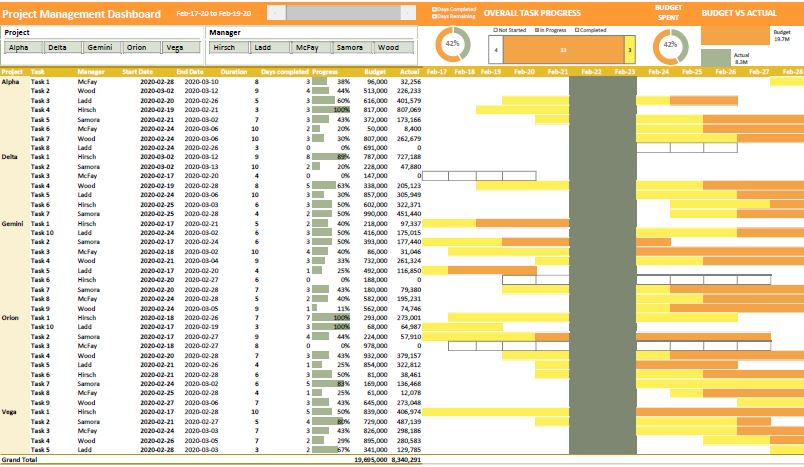 Project Management Dashboard Feb-17-20 to Feb-19-20
Days Completed
Days Remaining
42%
OVERALL TASK PROGRESS
Not Started In Progress Completed
4 33 3
BUDGET SPENT
42%
BUDGET VS ACTUAL
Budget
19.7M
Actual
8.3M
Project
Alpha Delta Gemini Orion Vega
Manager
Hirsch Ladd McFay Samora Wood
Project Task Manager Start Date End Date Duration Days completed Progress Budget Actual Feb-17 Feb-18 Feb-19 Feb-20 Feb-21 Feb-22 Feb-23 Feb-24 Feb-25 Feb-26 Feb-27 Feb-28
Alpha Task 1 McFay 2020-02-28 2020-03-10 8 3 38% 96,000 32,256
Task 2 Wood 2020-03-02 2020-03-12 9 4 44% 513,000 226,233
Task 3 Ladd 2020-02-20 2020-02-26 5 3 60% 616,000 401,579
Task 4 Hirsch 2020-02-19 2020-02-21 3 3 100% 817,000 807,069
Task 5 Samora 2020-02-21 2020-03-02 7 3 43% 372,000 173,166
Task 6 McFay 2020-02-24 2020-03-06 10 2 20% 50,000 8,400
Task 7 Wood 2020-02-24 2020-03-06 10 3 30% 807,000 262,679
Task 8 Ladd 2020-02-24 2020-02-26 3 0 0% 691,000 0
Delta Task 1 Hirsch 2020-03-02 2020-03-12 9 8 89% 787,000 727,188
Task 2 Samora 2020-03-02 2020-03-13 10 2 20% 228,000 47,880
Task 3 McFay 2020-02-17 2020-02-20 4 0 0% 147,000 0
Task 4 Wood 2020-02-19 2020-02-28 8 5 63% 338,000 205,123
Task 5 Ladd 2020-02-24 2020-03-06 10 3 30% 857,000 305,949
Task 6 Hirsch 2020-02-25 2020-03-03 6 3 50% 602,000 322,371
Task 7 Samora 2020-02-25 2020-02-28 4 2 50% 990,000 451,440
Gemini Task 1 Hirsch 2020-02-17 2020-02-21 5 2 40% 218,000 97,337
Task 10 Ladd 2020-02-24 2020-03-02 6 3 50% 416,000 175,015
Task 2 Samora 2020-02-17 2020-02-24 6 3 50% 393,000 177,440
Task 3 McFay 2020-02-18 2020-03-02 10 4 40% 86,000 31,046
Task 4 Wood 2020-02-21 2020-03-04 9 3 33% 732,000 261,324
Task 5 Ladd 2020-02-17 2020-02-20 4 1 25% 492,000 116,850
Task 6 Hirsch 2020-02-20 2020-02-27 6 0 0% 188,000 0
Task 7 Samora 2020-02-20 2020-02-28 7 3 43% 180,000 79,380
Task 8 McFay 2020-02-24 2020-02-28 5 2 40% 582,000 195,231
Task 9 Wood 2020-02-24 2020-03-05 9 1 11% 562,000 74,746
Orion Task 1 Hirsch 2020-02-18 2020-02-26 7 7 100% 293,000 273,001
Task 10 Ladd 2020-02-17 2020-02-19 3 3 100% 68,000 64,987
Task 2 Samora 2020-02-17 2020-02-27 9 4 44% 224,000 57,910
Task 3 McFay 2020-02-18 2020-02-27 8 0 0% 978,000 0
Task 4 Wood 2020-02-20 2020-02-28 7 3 43% 932,000 379,157
Task 5 Ladd 2020-02-21 2020-02-26 4 1 25% 854,000 322,812
Task 6 Hirsch 2020-02-21 2020-02-28 6 3 50% 81,000 38,461
Task 7 Samora 2020-02-24 2020-03-02 6 5 83% 169,000 136,468
Task 8 McFay 2020-02-25 2020-02-28 4 1 25% 61,000 12,078
Task 9 Wood 2020-02-27 2020-03-06 7 3 43% 645,000 273,048
Vega Task 1 Hirsch 2020-02-17 2020-02-28 10 5 50% 839,000 406,974
Task 2 Samora 2020-02-21 2020-02-27 5 4 80% 729,000 487,139
Task 3 McFay 2020-02-24 2020-03-03 7 3 43% 826,000 298,186
Task 4 Wood 2020-02-26 2020-03-05 7 2 29% 895,000 280,583
Task 5 Ladd 2020-02-28 2020-03-03 3 2 67% 341,000 129,785
Grand Total 19,695,000 8,340,291